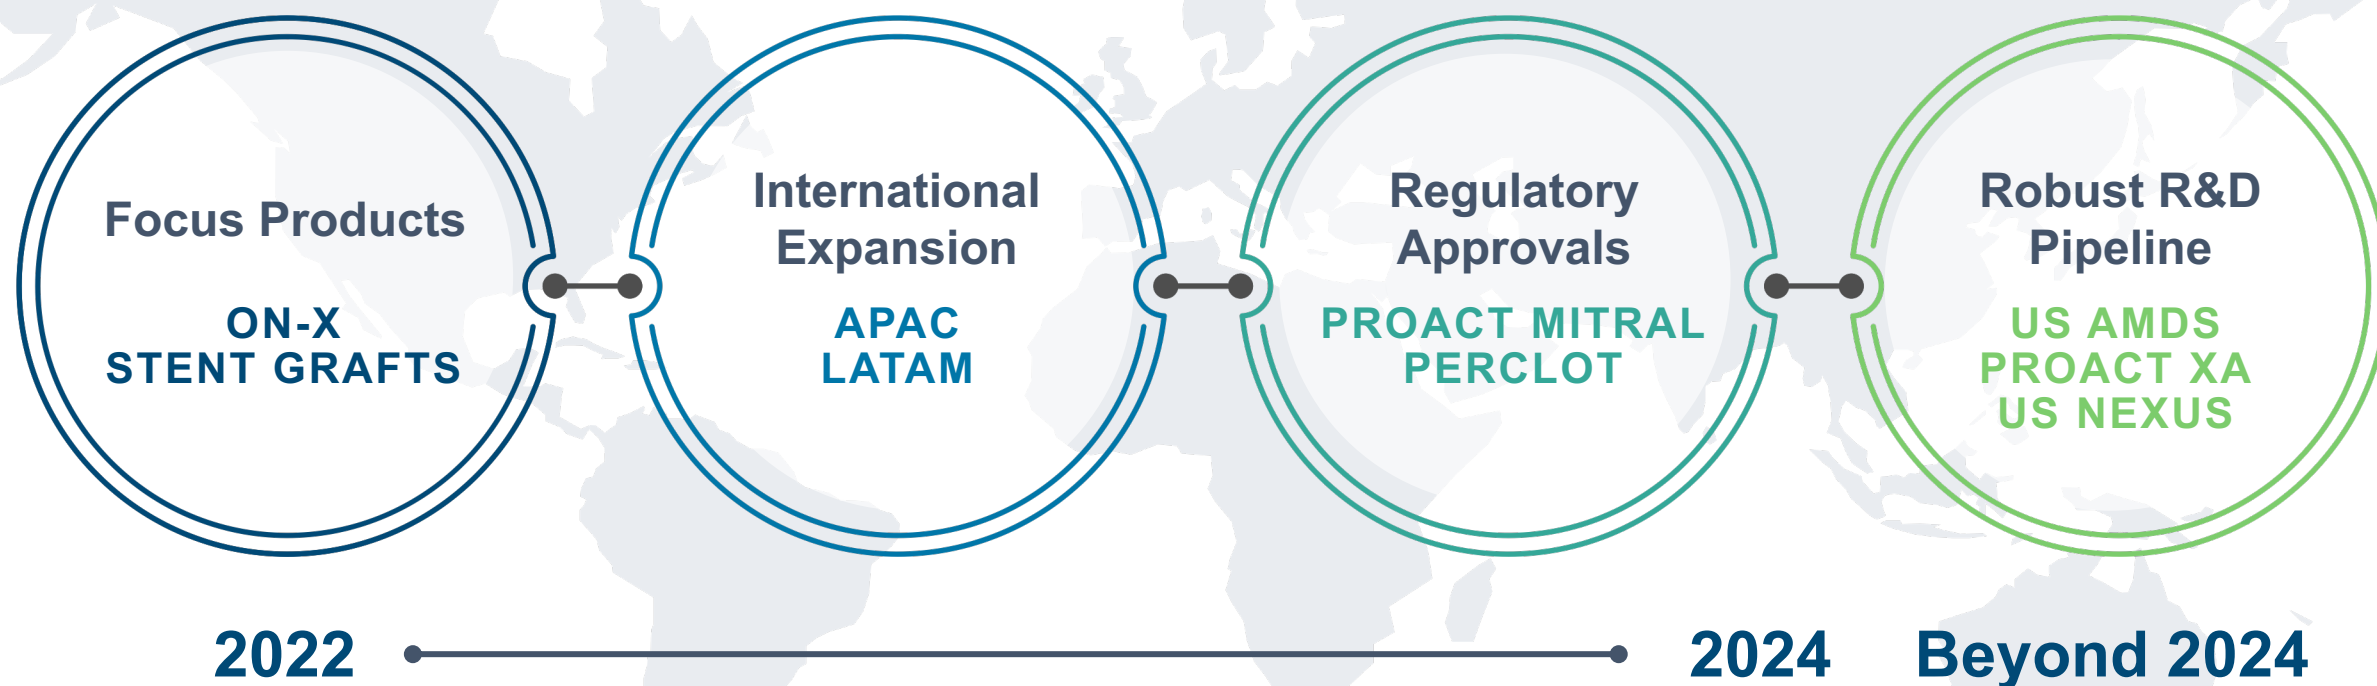 Focus Products
ON-X
STENT GRAFTS
International
Expansion
APAC
LATAM
Regulatory
Approvals
PROACT MITRAL
PERCLOT
Robust R&D
Pipeline
US AMDS
PROACT XA
US NEXUS
2022
2024
Beyond 2024